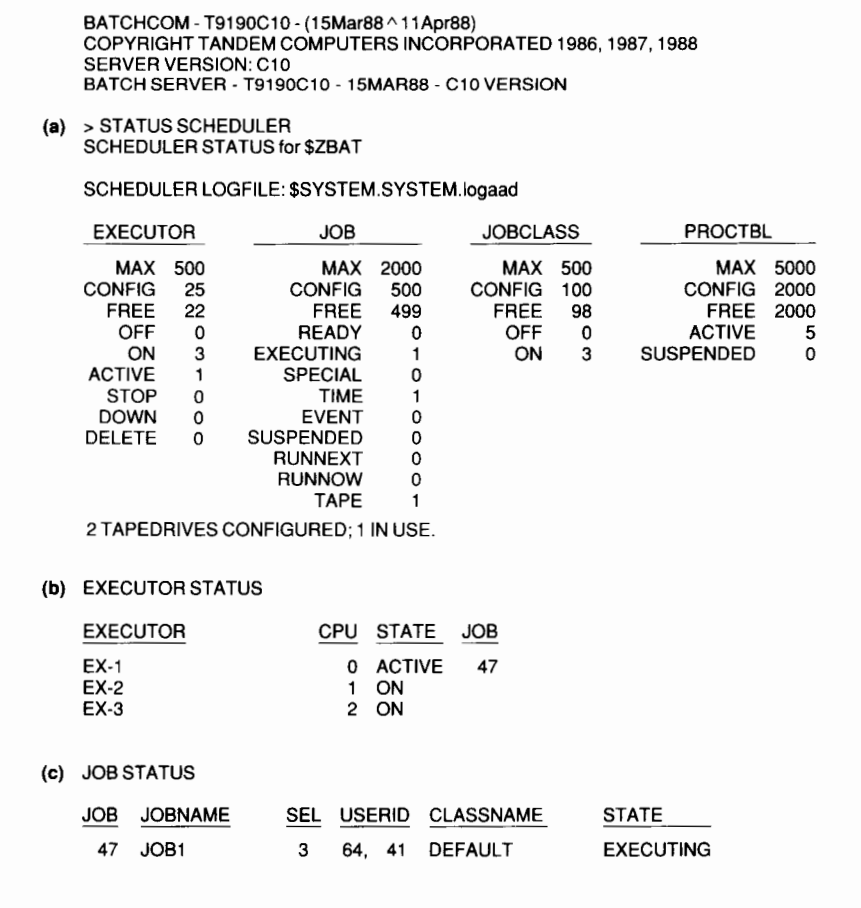 BATCHCOM - T9190C10 - (15Mar88 ^ 11Apr88)
COPYRIGHT TANDEM COMPUTERS INCORPORATED 1986, 1987, 1988
SERVER VERSION: C10
BATCH SERVER - T9190C10 - 15MAR88 - C10 VERSION
(a) > STATUS SCHEDULER
SCHEDULER STATUS for $ZBAT
SCHEDULER LOGFILE: $SYSTEM.SYSTEM.logaad
EXECUTOR JOB JOBCLASS PROCTBL
MAX 500 MAX 2000 MAX 500 MAX 5000
CONFIG 25 CONFIG 500 CONFIG 100 CONFIG 2000
FREE 22 FREE 499 FREE 98 FREE 2000
OFF 0 READY 0 OFF 0 ACTIVE 5
ON 3 EXECUTING 1 ON 3 SUSPENDED 0
ACTIVE 1 SPECIAL 0
STOP 0 TIME 1
DOWN 0 EVENT 0
DELETE 0 SUSPENDED 0
RUNNEXT 0
RUNNOW 0
TAPE 1
2 TAPEDRIVES CONFIGURED; 1 IN USE.
(b) EXECUTOR STATUS
EXECUTOR CPU STATE JOB
EX-1 0 ACTIVE 47
EX-2 1 ON
EX-3 2 ON
(c) JOB STATUS
JOB JOBNAME SEL USERID CLASSNAME STATE
47 JOB1 3 64, 41 DEFAULT EXECUTING